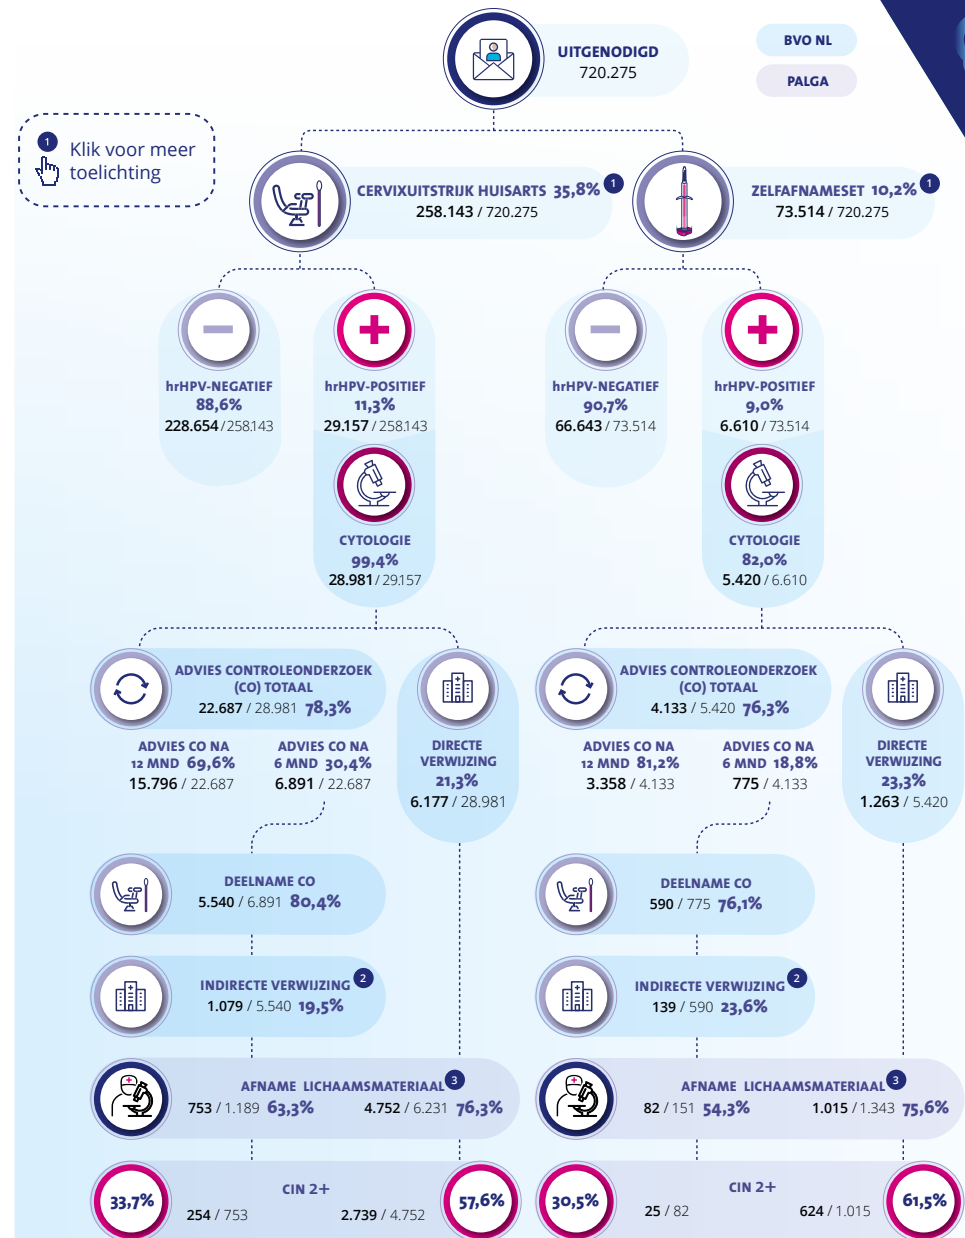 UITGENODIGD
720.275
BVO NL
PALGA
1
Klik voor meer
toelichting
CERVIXUITSTRIJK HUISARTS 35,8% 1
258.143 / 720.275
ZELFAFNAMESET 10,2% 1
73.514 / 720.275
hrHPV-NEGATIEF
88,6%
228.654 / 258.143
hrHPV-POSITIEF
11,3%
29.157 / 258.143
hrHPV-NEGATIEF
90,7%
66.643 / 73.514
hrHPV-POSITIEF
9,0%
6.610 / 73.514
CYTOLOGIE
99,4%
28.981 / 29.157
CYTOLOGIE
82,0%
5.420 / 6.610
ADVIES CONTROLEONDERZOEK
(CO) TOTAAL
22.687 / 28.981 78,3%
ADVIES CO NA
12 MND 69,6%
15.796 / 22.687
ADVIES CO NA
6 MND 30,4%
6.891 / 22.687
DIRECTE
VERWIJZING
21,3%
6.177 / 28.981
ADVIES CONTROLEONDERZOEK
(CO) TOTAAL
4.133 / 5.420 76,3%
ADVIES CO NA
12 MND 81,2%
3.358 / 4.133
ADVIES CO NA
6 MND 18,8%
775 / 4.133
DIRECTE
VERWIJZING
23,3%
1.263 / 5.420
DEELNAME CO
5.540 / 6.891 80,4%
DEELNAME CO
590 / 775 76,1%
INDIRECTE VERWIJZING 2
1.079 / 5.540 19,5%
INDIRECTE VERWIJZING 2
139 / 590 23,6%
AFNAME LICHAAMSMATERIAAL 3
753 / 1.189 63,3% 4.752 / 6.231 76,3%
AFNAME LICHAAMSMATERIAAL 3
82 / 151 54,3% 1.015 / 1.343 75,6%
33,7%
CIN 2+
254 / 753 2.739 / 4.752
57,6%
30,5%
CIN 2+
25 / 82 624 / 1.015
61,5%